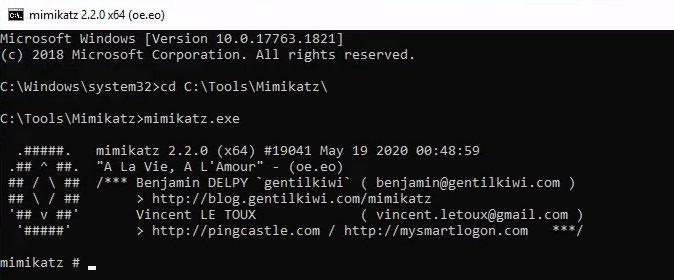 mimikatz 2.2.0 x64 (oe.eo)
Microsoft Windows [Version 10.0.17763.1821]
(c) 2018 Microsoft Corporation. All rights reserved.
C:\Windows\system32>cd C:\Tools\Mimikatz\
C:\Tools\Mimikatz>mimikatz.exe
  .#####.   mimikatz 2.2.0 (x64) #19041 May 19 2020 00:48:59
 .## ^ ##.  "A La Vie, A L'Amour" - (oe.eo)
 ## / \ ##  /*** Benjamin DELPY `gentilkiwi` ( benjamin@gentilkiwi.com )
 ## \ / ##       > http://blog.gentilkiwi.com/mimikatz
 '## v ##'       Vincent LE TOUX             ( vincent.letoux@gmail.com )
  '#####'        > http://pingcastle.com / http://mysmartlogon.com   ***/
mimikatz # _